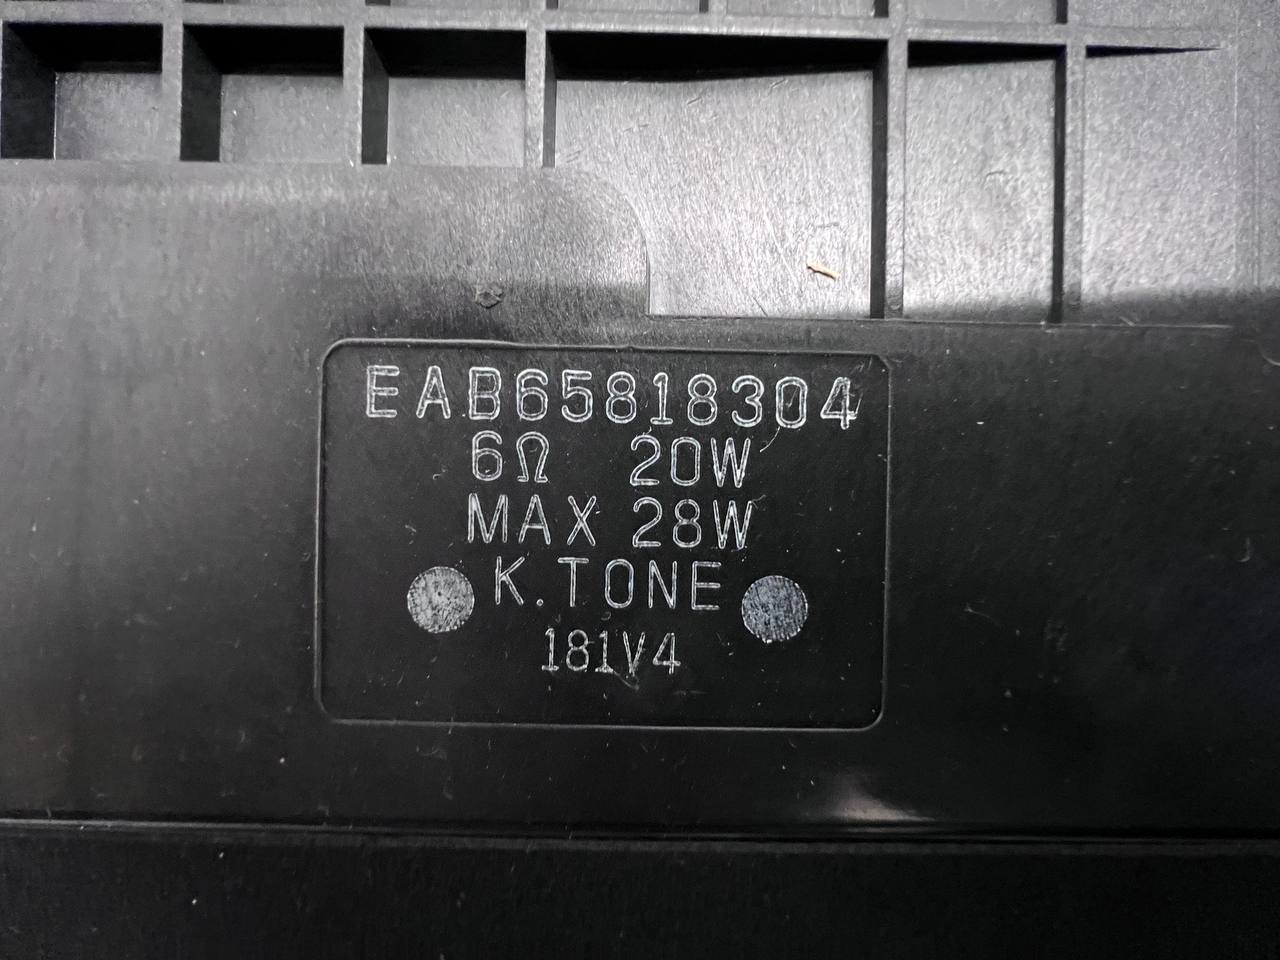 EAB65818304
6Ω 20W
MAX 28W
K.TONE
181V4